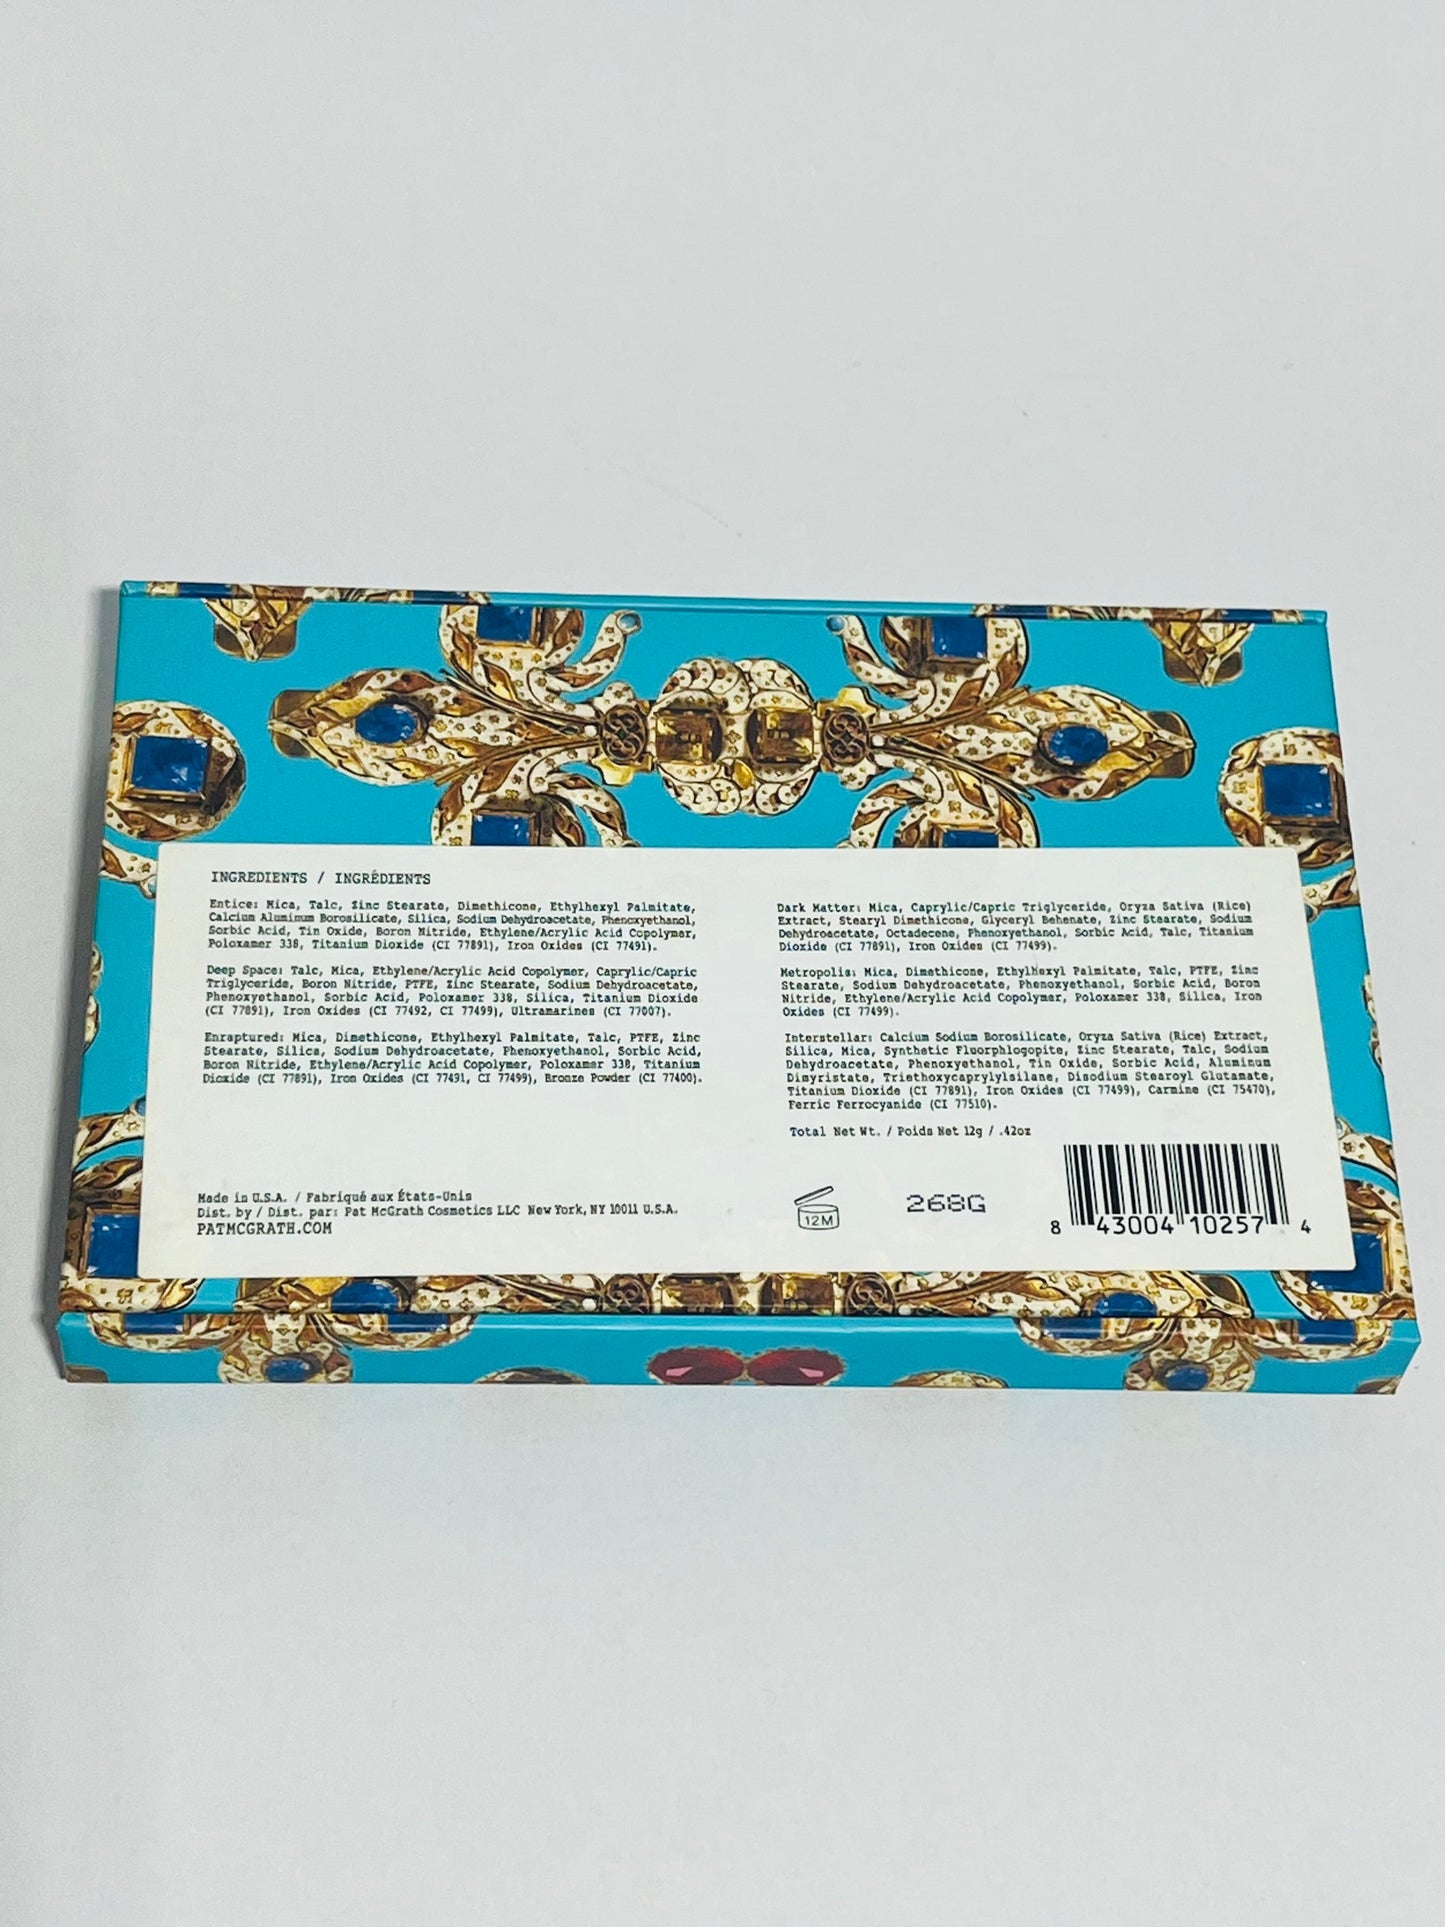 INGREDIENTS / INGRÉDIENTS
Entice: Mica, Talc, Zinc Stearate, Dimethicone, Ethylhexyl Palmitate,
Calcium Aluminum Borosilicate, Silica, Sodium Dehydroacetate, Phenoxyethanol,
Sorbic Acid, Tin Oxide, Boron Nitride, Ethylene/Acrylic Acid Copolymer,
Poloxamer 338, Titanium Dioxide (CI 77891), Iron Oxides (CI 77491).
Deep Space: Talc, Mica, Ethylene/Acrylic Acid Copolymer, Caprylic/Capric
Triglyceride, Boron Nitride, PTFE, Zinc Stearate, Sodium Dehydroacetate,
Phenoxyethanol, Sorbic Acid, Poloxamer 338, Silica, Titanium Dioxide
(CI 77891), Iron Oxides (CI 77492, CI 77499), Ultramarines (CI 77007).
Enraptured: Mica, Dimethicone, Ethylhexyl Palmitate, Talc, PTFE, Zinc
Stearate, Silica, Sodium Dehydroacetate, Phenoxyethanol, Sorbic Acid,
Boron Nitride, Ethylene/Acrylic Acid Copolymer, Poloxamer 338, Titanium
Dioxide (CI 77891), Iron Oxides (CI 77491, CI 77499), Bronze Powder (CI 77400).
Made in U.S.A. / Fabriqué aux États-Unis
Dist. by / Dist. par: Pat McGrath Cosmetics LLC New York, NY 10011 U.S.A.
PATMCGRATH.COM
Dark Matter: Mica, Caprylic/Capric Triglyceride, Oryza Sativa (Rice)
Extract, Stearyl Dimethicone, Glyceryl Behenate, Zinc Stearate, Sodium
Dehydroacetate, Octadecene, Phenoxyethanol, Sorbic Acid, Talc, Titanium
Dioxide (CI 77891), Iron Oxides (CI 77499).
Metropolis: Mica, Dimethicone, Ethylhexyl Palmitate, Talc, PTFE, Zinc
Stearate, Sodium Dehydroacetate, Phenoxyethanol, Sorbic Acid, Boron
Nitride, Ethylene/Acrylic Acid Copolymer, Poloxamer 338, Silica, Iron
Oxides (CI 77499).
Interstellar: Calcium Sodium Borosilicate, Oryza Sativa (Rice) Extract,
Silica, Mica, Synthetic Fluorphlogopite, Zinc Stearate, Talc, Sodium
Dehydroacetate, Phenoxyethanol, Tin Oxide, Sorbic Acid, Aluminum
Dimyristate, Triethoxycaprylylsilane, Disodium Stearoyl Glutamate,
Titanium Dioxide (CI 77891), Iron Oxides (CI 77499), Carmine (CI 75470),
Ferric Ferrocyanide (CI 77510).
Total Net Wt. / Poids Net 12g / .42oz
12M
268G
8 43004 10257 4